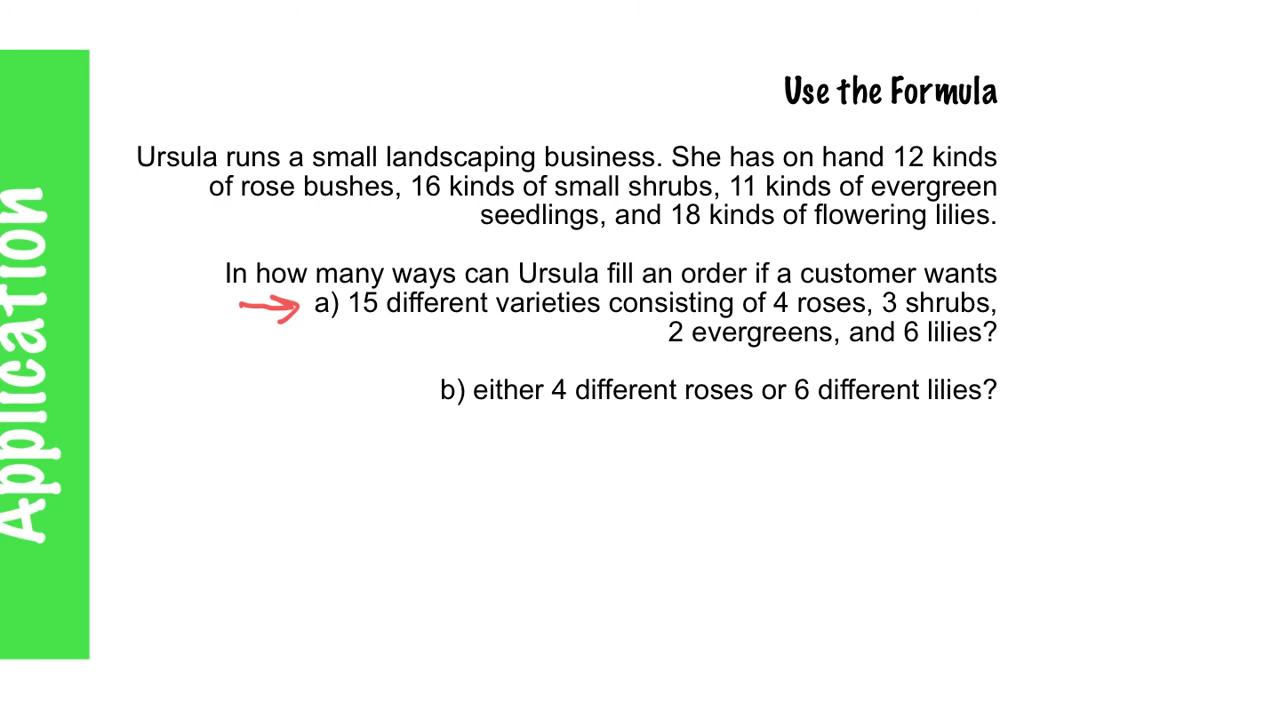 Application
Use the Formula
Ursula runs a small landscaping business. She has on hand 12 kinds
of rose bushes, 16 kinds of small shrubs, 11 kinds of evergreen
seedlings, and 18 kinds of flowering lilies.
In how many ways can Ursula fill an order if a customer wants
a) 15 different varieties consisting of 4 roses, 3 shrubs,
2 evergreens, and 6 lilies?
b) either 4 different roses or 6 different lilies?